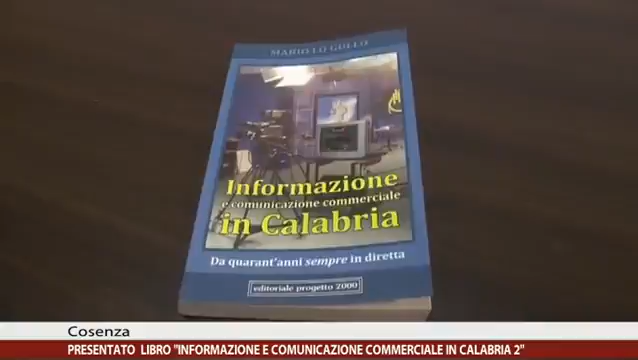 MARIO LO GULLO
Informazione
e comunicazione commerciale
in Calabria
Da quarant'anni sempre in diretta
editoriale progetto 2000
Cosenza
PRESENTATO LIBRO "INFORMAZIONE E COMUNICAZIONE COMMERCIALE IN CALABRIA 2"